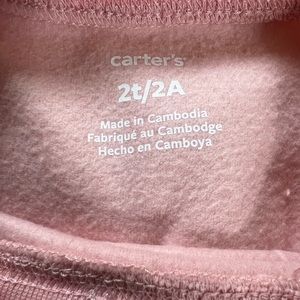 carter's
2t/2A
Made in Cambodia
Fabriqué au Cambodge
Hecho en Camboya